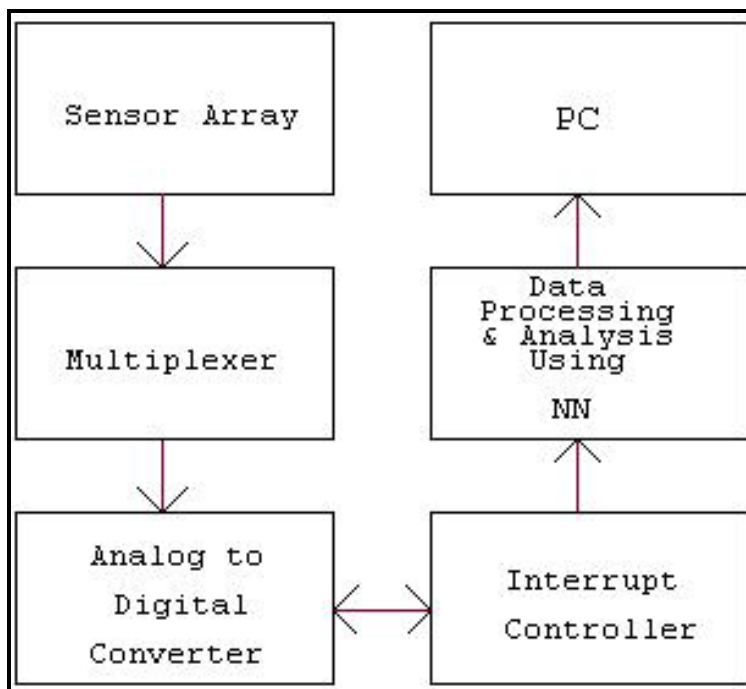 Sensor Array
PC
Multiplexer
Data
Processing
& Analysis
Using
NN
Analog to
Digital
Converter
Interrupt
Controller